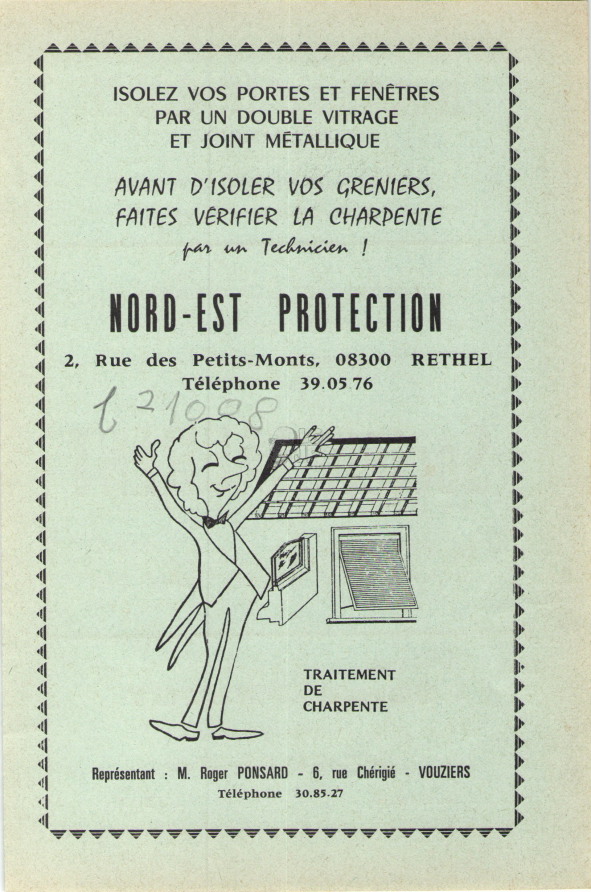 ISOLEZ VOS PORTES ET FENÊTRES
PAR UN DOUBLE VITRAGE
ET JOINT MÉTALLIQUE
AVANT D'ISOLER VOS GRENIERS,
FAITES VÉRIFIER LA CHARPENTE
par un Technicien !
NORD-EST PROTECTION
2, Rue des Petits-Monts, 08300 RETHEL
Téléphone 39.05.76
21098
TRAITEMENT
DE
CHARPENTE
Représentant : M. Roger PONSARD - 6, rue Chérigié - VOUZIERS
Téléphone 30.85-27